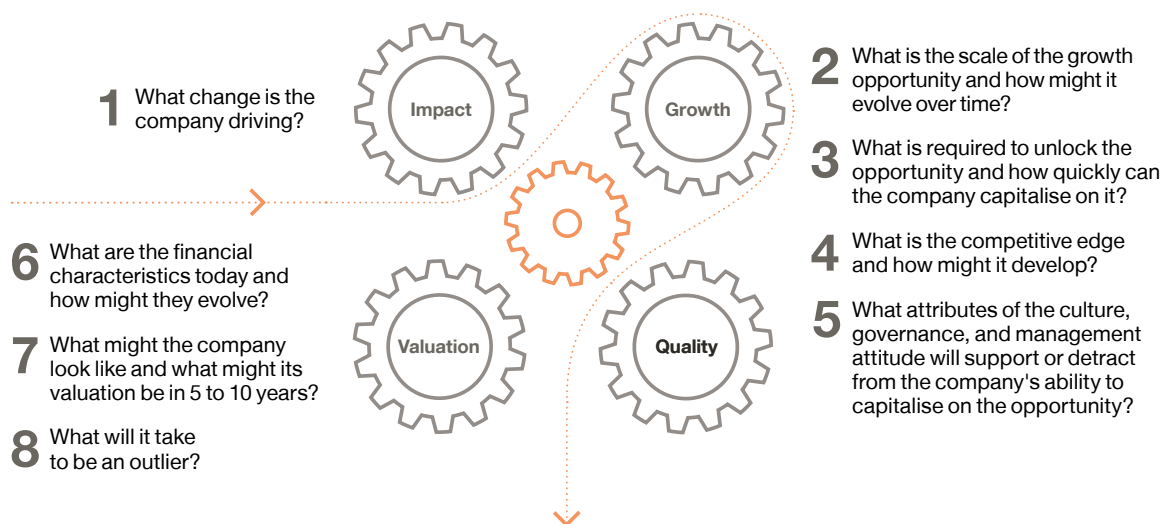 1
What change is the
company driving?
Impact
Growth
2
What is the scale of the growth
opportunity and how might it
evolve over time?
3
What is required to unlock the
opportunity and how quickly can
the company capitalise on it?
4
What is the competitive edge
and how might it develop?
5
What attributes of the culture,
governance, and management
attitude will support or detract
from the company's ability to
capitalise on the opportunity?
6
What are the financial
characteristics today and
how might they evolve?
7
What might the company
look like and what might its
valuation be in 5 to 10 years?
8
What will it take
to be an outlier?
Valuation
Quality